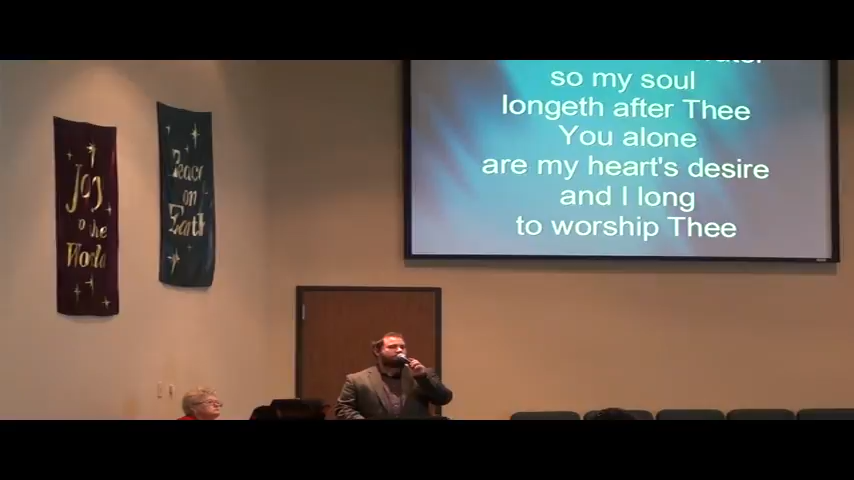 Joy
to the
World
Peace
on
Earth
so my soul
longeth after Thee
You alone
are my heart's desire
and I long
to worship Thee